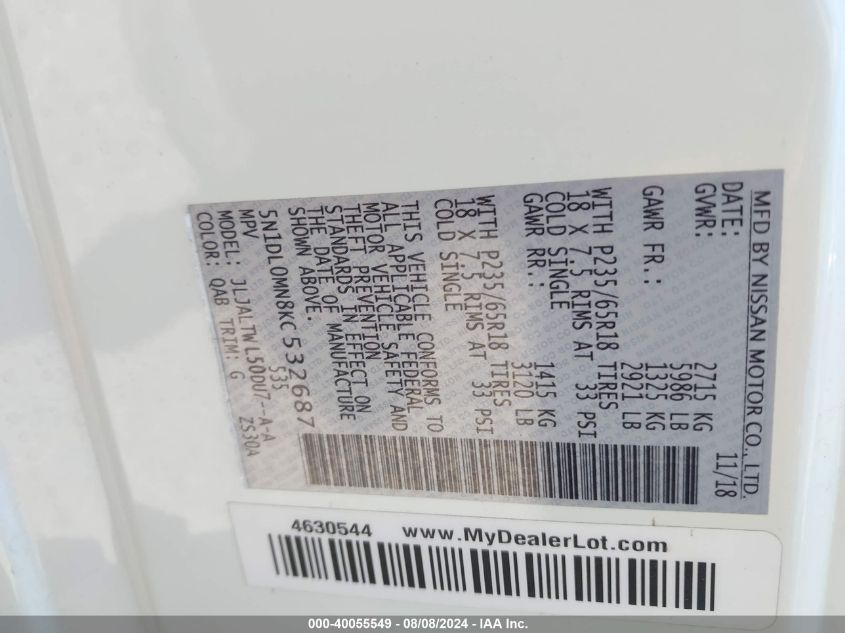 MFD BY NISSAN MOTOR CO., LTD.
DATE: 11/18
GVWR: 2715 KG
5986 LB
GAWR FR.: 1325 KG
2921 LB
WITH P235/65R18 TIRES
18 X 7.5 RIMS AT 33 PSI
COLD SINGLE
GAWR RR.: 1415 KG
3120 LB
WITH P235/65R18 TIRES
18 X 7.5 RIMS AT 33 PSI
COLD SINGLE
THIS VEHICLE CONFORMS TO
ALL APPLICABLE FEDERAL
MOTOR VEHICLE SAFETY AND
THEFT PREVENTION
STANDARDS IN EFFECT ON
THE DATE OF MANUFACTURE
SHOWN ABOVE.
5N1DL0MN8KC532687
MPV 535
MODEL: JLJALTWL50DU7--A-A
COLOR: QAB TRIM: G ZS30A
4630544 www.MyDealerLot.com
000-40055549 - 08/08/2024 - IAA Inc.